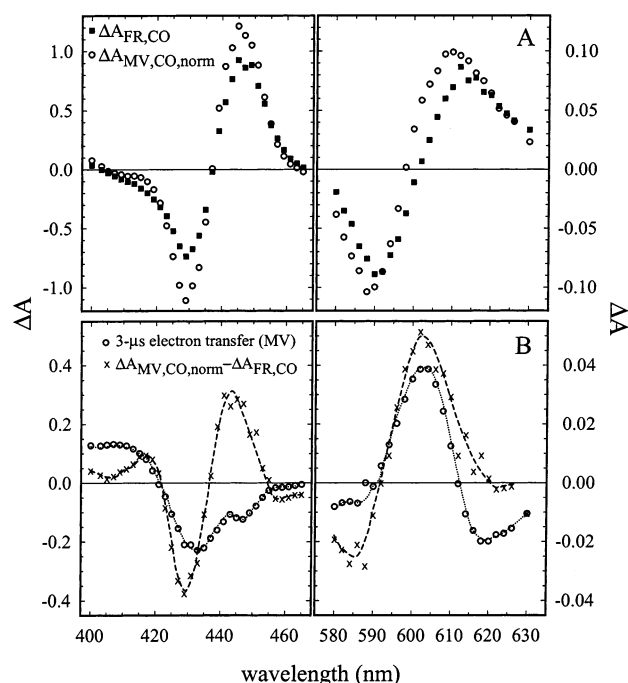 ■ ΔA_FR,CO
○ ΔA_MV,CO,norm
A
1.0
0.5
0.0
-0.5
-1.0
0.10
0.05
0.00
-0.05
-0.10
ΔA
ΔA
○ 3-μs electron transfer (MV)
× ΔA_MV,CO,norm−ΔA_FR,CO
B
0.4
0.2
0.0
-0.2
-0.4
0.04
0.02
0.00
-0.02
-0.04
400 420 440 460 580 590 600 610 620 630
wavelength (nm)